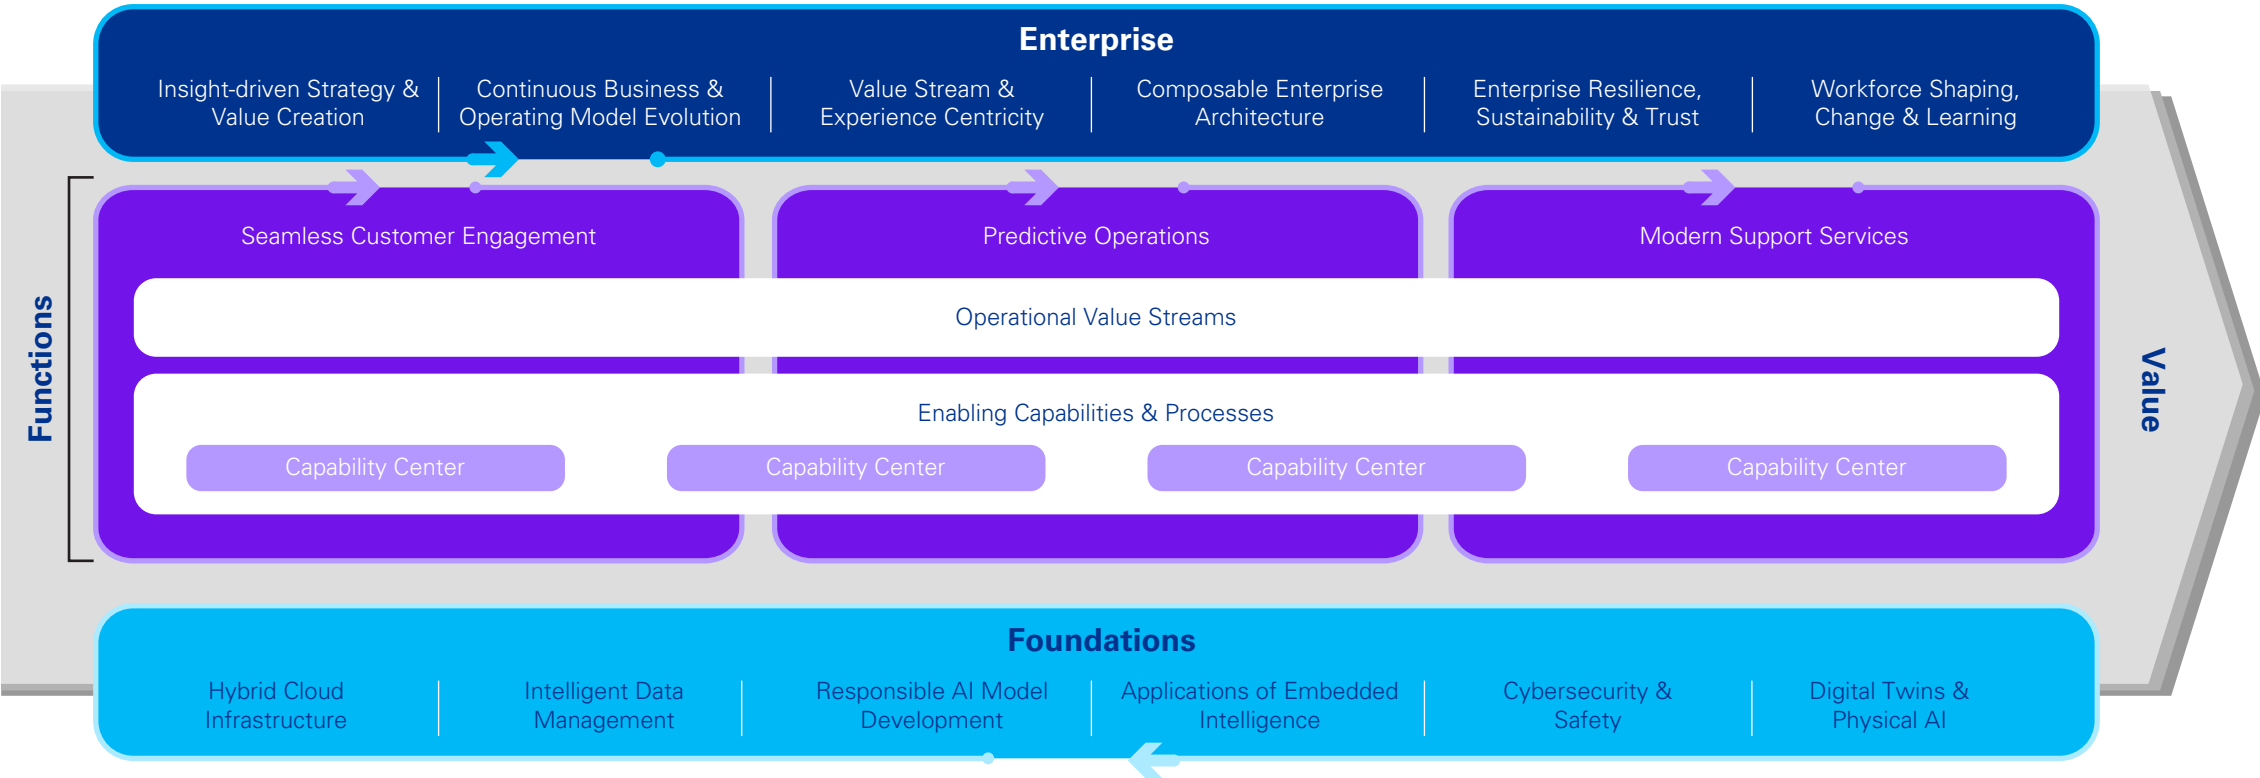 Enterprise
Insight-driven Strategy &
Value Creation
Continuous Business &
Operating Model Evolution
Value Stream &
Experience Centricity
Composable Enterprise
Architecture
Enterprise Resilience,
Sustainability & Trust
Workforce Shaping,
Change & Learning
Functions
Seamless Customer Engagement
Predictive Operations
Modern Support Services
Operational Value Streams
Enabling Capabilities & Processes
Capability Center
Capability Center
Capability Center
Capability Center
Value
Foundations
Hybrid Cloud
Infrastructure
Intelligent Data
Management
Responsible AI Model
Development
Applications of Embedded
Intelligence
Cybersecurity &
Safety
Digital Twins &
Physical AI